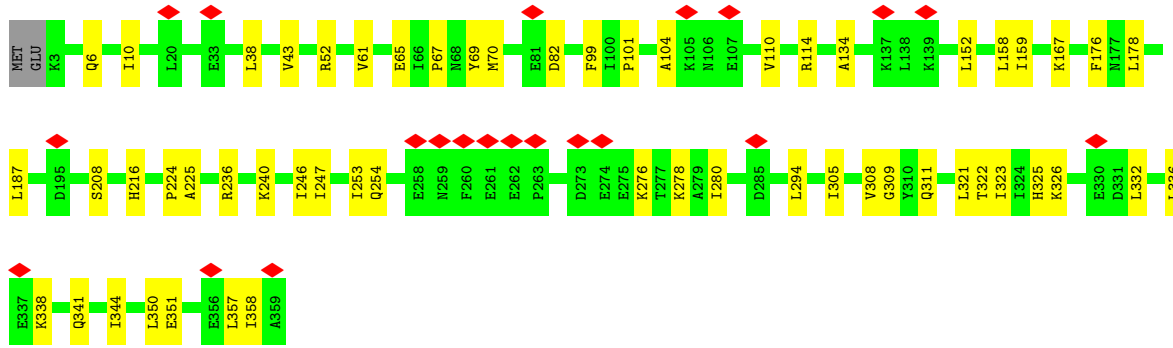 MET GLU K3 Q6 I10 L20 E33 L38 V43 R52 V61 E65 I66 P67 N68 Y69 M70 E81 D82 F99 I100 P101 A104 K105 N106 E107 V110 R114 A134 K137 L138 K139 L152 L158 I159 K167 F176 N177 L178
L187 D195 S208 H216 P224 A225 R236 K240 I246 I247 I253 Q254 E258 N259 F260 E261 E262 P263 D273 E274 E275 K276 T277 K278 A279 I280 D285 L294 I305 V308 G309 Y310 Q311 L321 T322 I323 I324 H325 K326 E330 D331 L332
E337 K338 Q341 I344 L350 E351 E356 L357 I358 A359